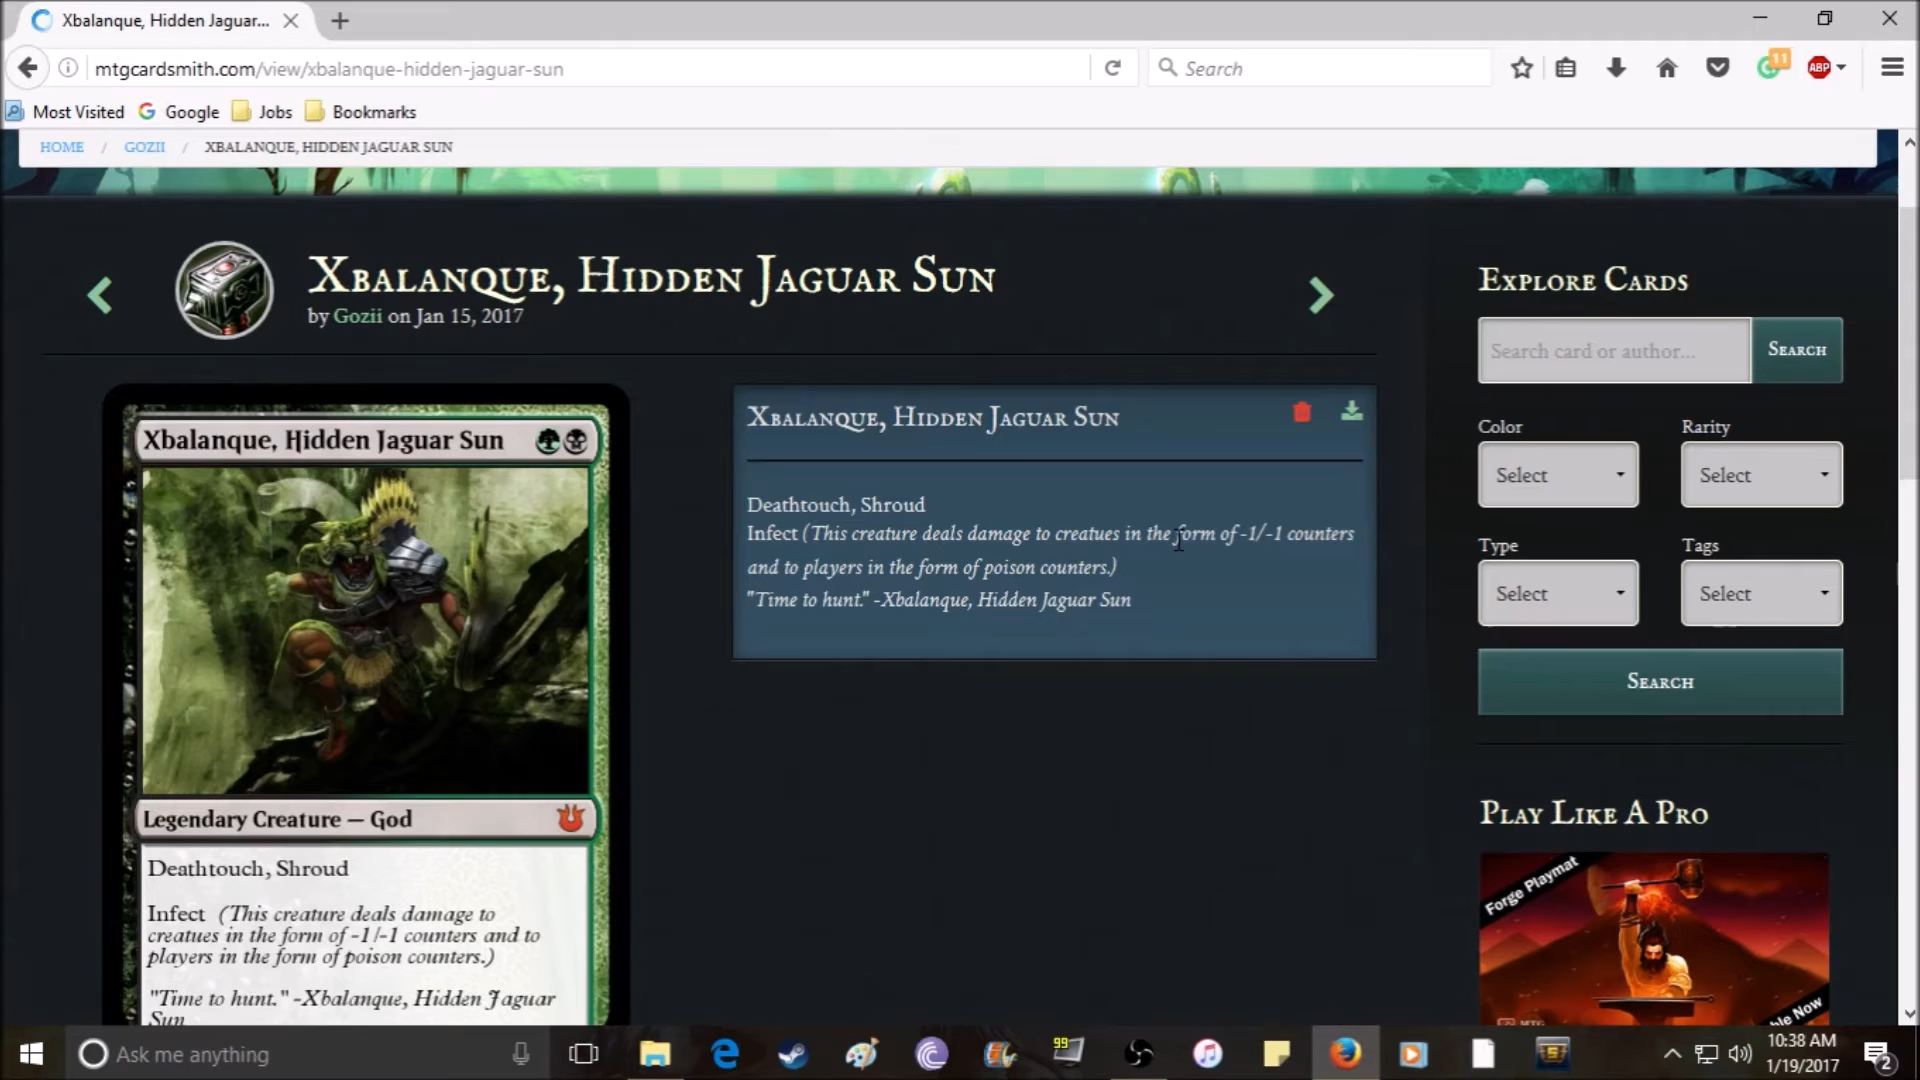 Xbalanque, Hidden Jaguar...
mtgcardsmith.com/view/xbalanque-hidden-jaguar-sun
Search
11
ABP
Most Visited
Google
Jobs
Bookmarks
HOME / GOZII / XBALANQUE, HIDDEN JAGUAR SUN
Xbalanque, Hidden Jaguar Sun
by Gozii on Jan 15, 2017
Xbalanque, Hidden Jaguar Sun
Legendary Creature — God
Deathtouch, Shroud
Infect (This creature deals damage to
creatues in the form of -1/-1 counters and to
players in the form of poison counters.)
"Time to hunt." -Xbalanque, Hidden Jaguar
Sun
Xbalanque, Hidden Jaguar Sun
Deathtouch, Shroud
Infect (This creature deals damage to creatues in the form of -1/-1 counters
and to players in the form of poison counters.)
"Time to hunt." -Xbalanque, Hidden Jaguar Sun
Explore Cards
Search card or author...
Search
Color
Rarity
Select
Select
Type
Tags
Select
Select
Search
Play Like A Pro
Forge Playmat
ble Now
MTG
Ask me anything
99
10:38 AM
1/19/2017
2